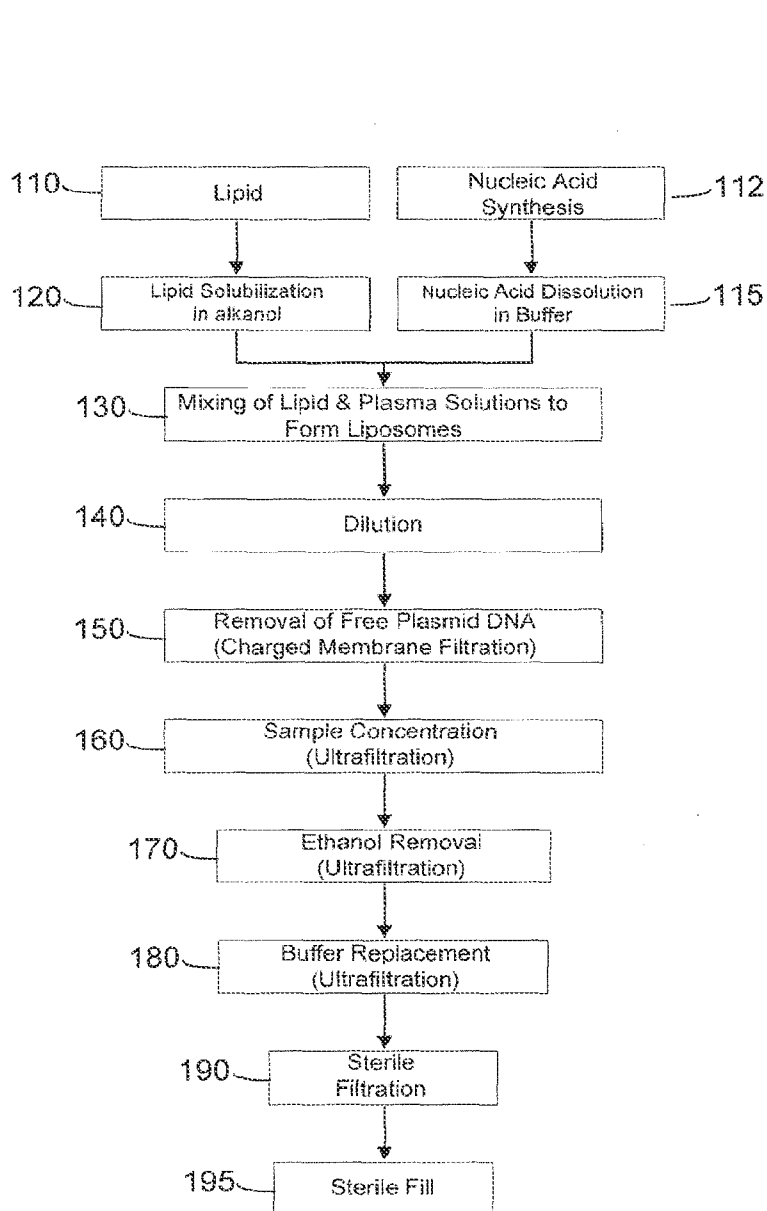 110
Lipid
Nucleic Acid
Synthesis
112
120
Lipid Solubilization
in alkanol
Nucleic Acid Dissolution
in Buffer
115
130
Mixing of Lipid & Plasma Solutions to
Form Liposomes
140
Dilution
150
Removal of Free Plasmid DNA
(Charged Membrane Filtration)
160
Sample Concentration
(Ultrafiltration)
170
Ethanol Removal
(Ultrafiltration)
180
Buffer Replacement
(Ultrafiltration)
190
Sterile
Filtration
195
Sterile Fill